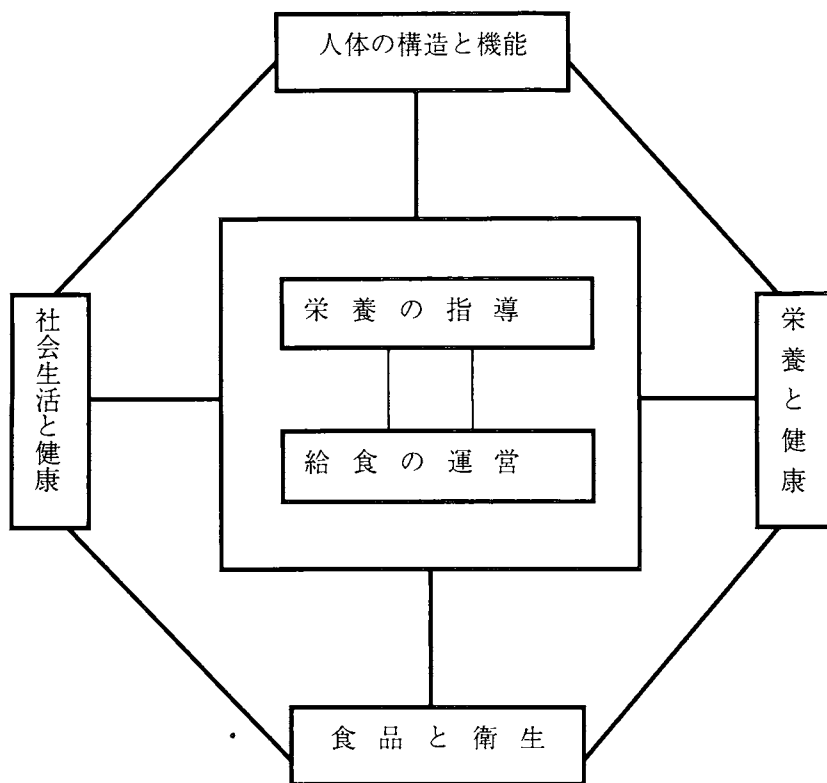 人体の構造と機能
栄養の指導
給食の運営
社会生活と健康
栄養と健康
食品と衛生